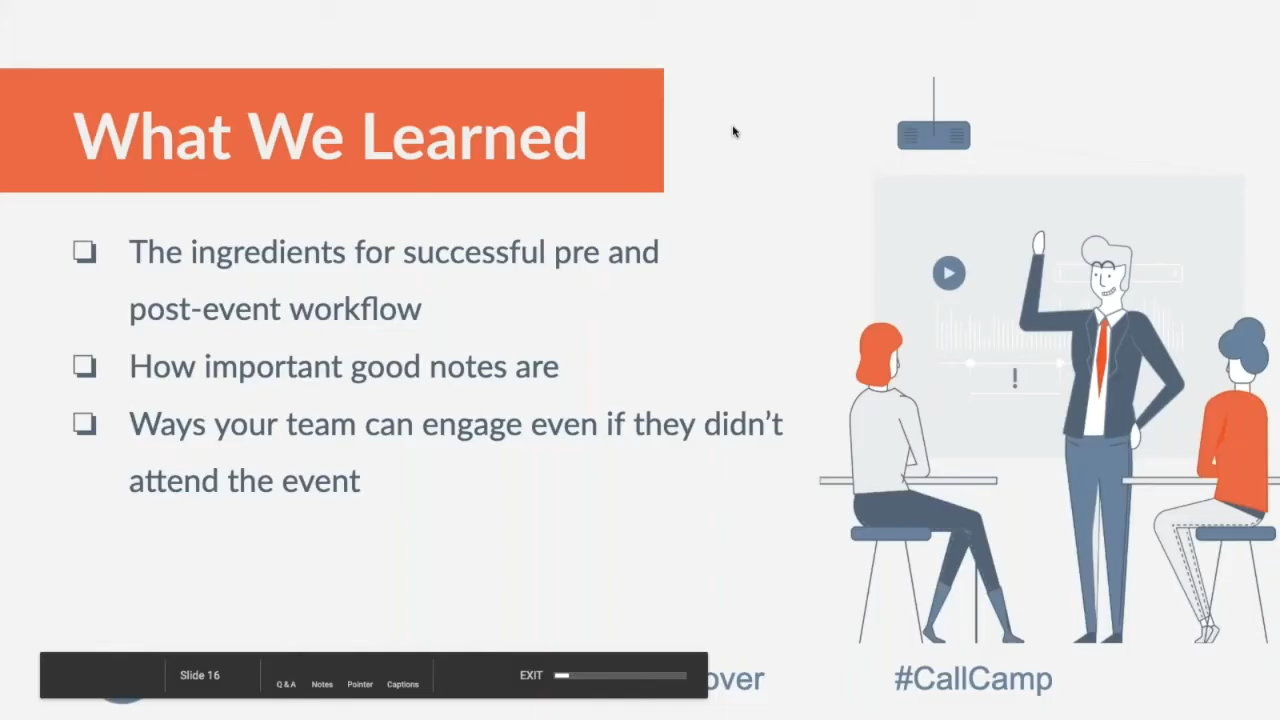 What We Learned
The ingredients for successful pre and
post-event workflow
How important good notes are
Ways your team can engage even if they didn’t
attend the event
!
Slide 16
Q & A
Notes
Pointer
Captions
EXIT
#CallCamp